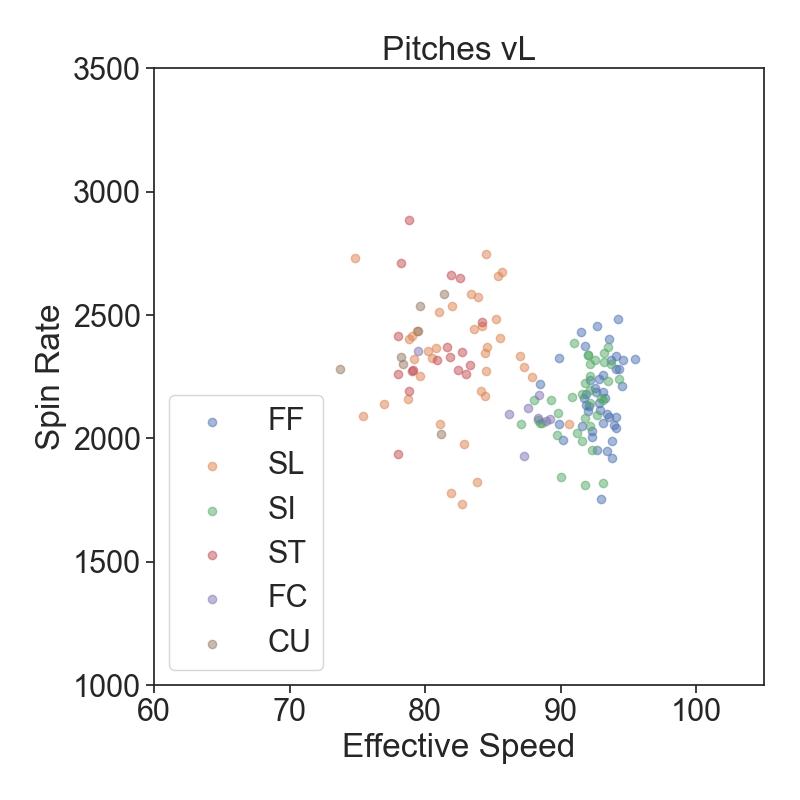 Pitches vL
3500
3000
2500
2000
1500
1000
Spin Rate
FF
SL
SI
ST
FC
CU
60 70 80 90 100
Effective Speed